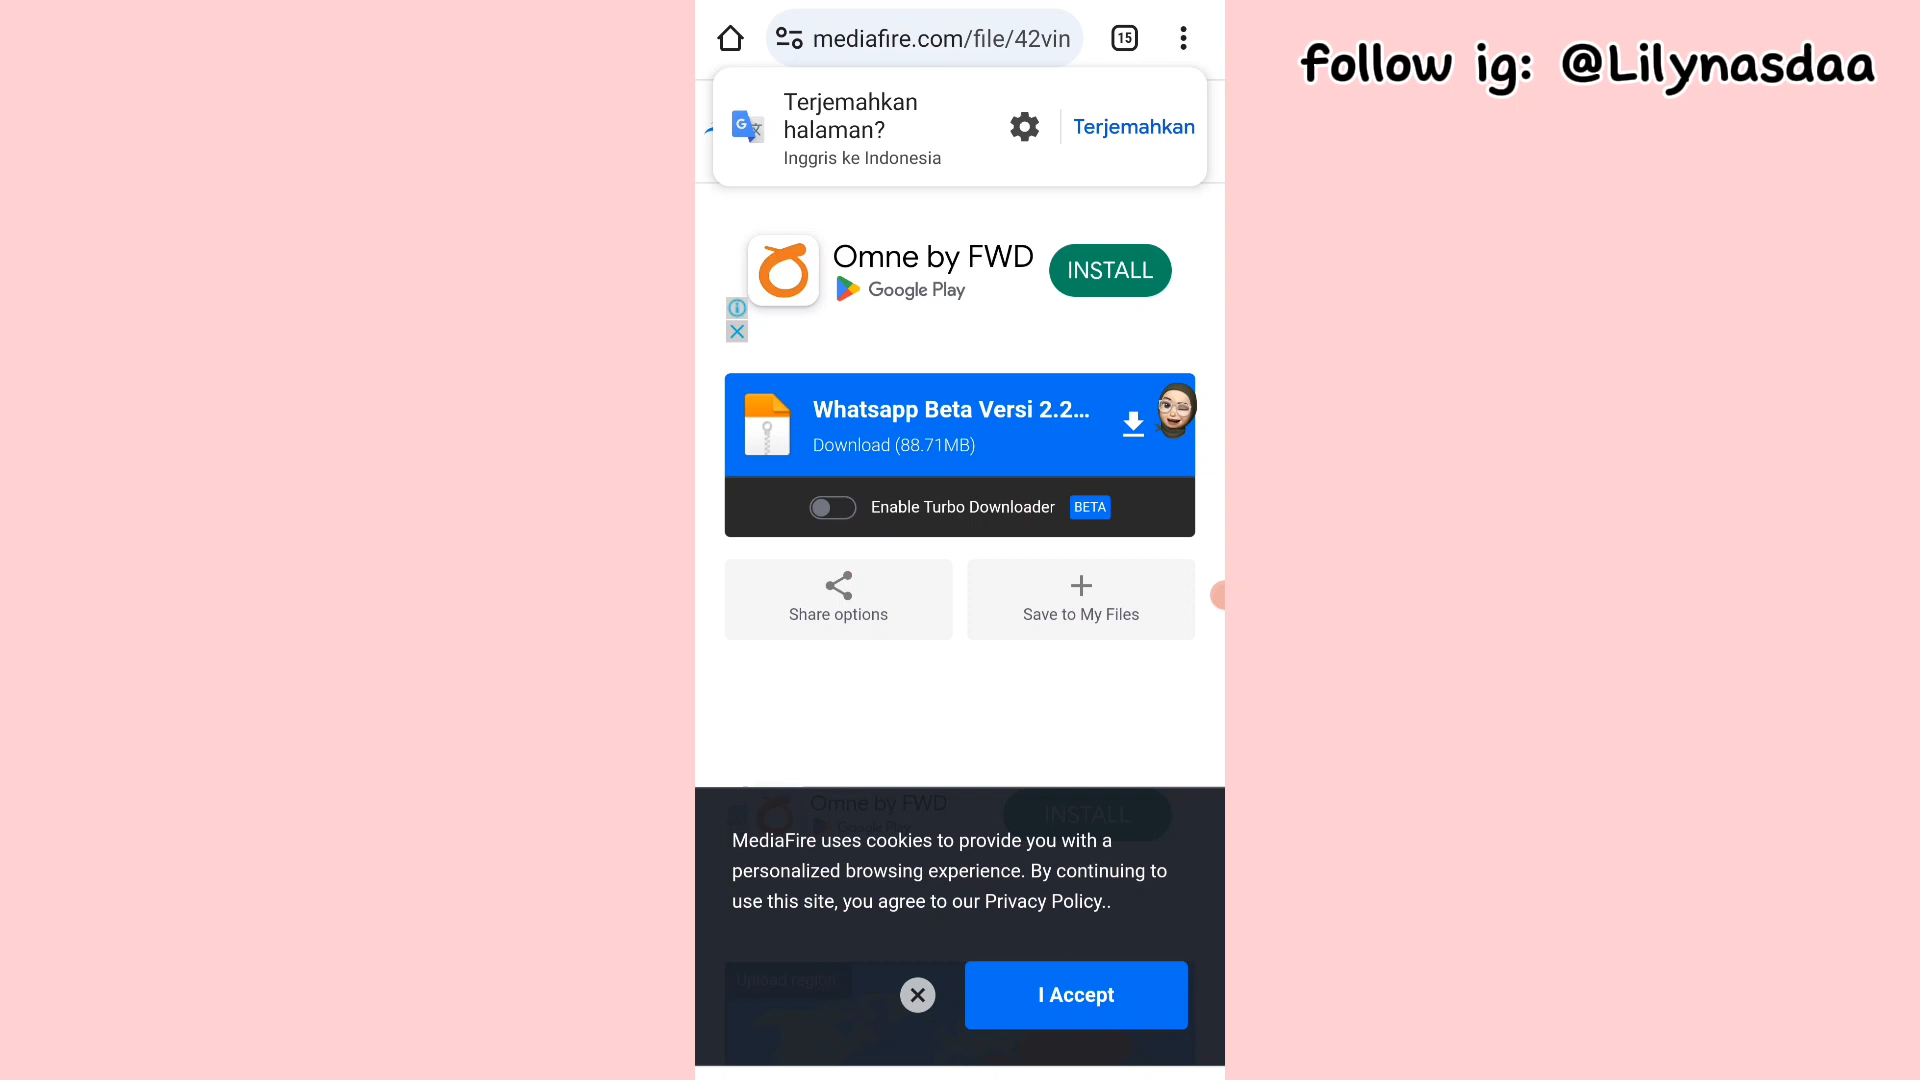 follow ig: @Lilynasdaa
mediafire.com/file/42vin
15
Terjemahkan
halaman?
Inggris ke Indonesia
Terjemahkan
Omne by FWD
Google Play
INSTALL
Whatsapp Beta Versi 2.2...
Download (88.71MB)
Enable Turbo Downloader
BETA
Share options
Save to My Files
Omne by FWD
Google Play
INSTALL
MediaFire uses cookies to provide you with a
personalized browsing experience. By continuing to
use this site, you agree to our Privacy Policy..
Upload region:
I Accept